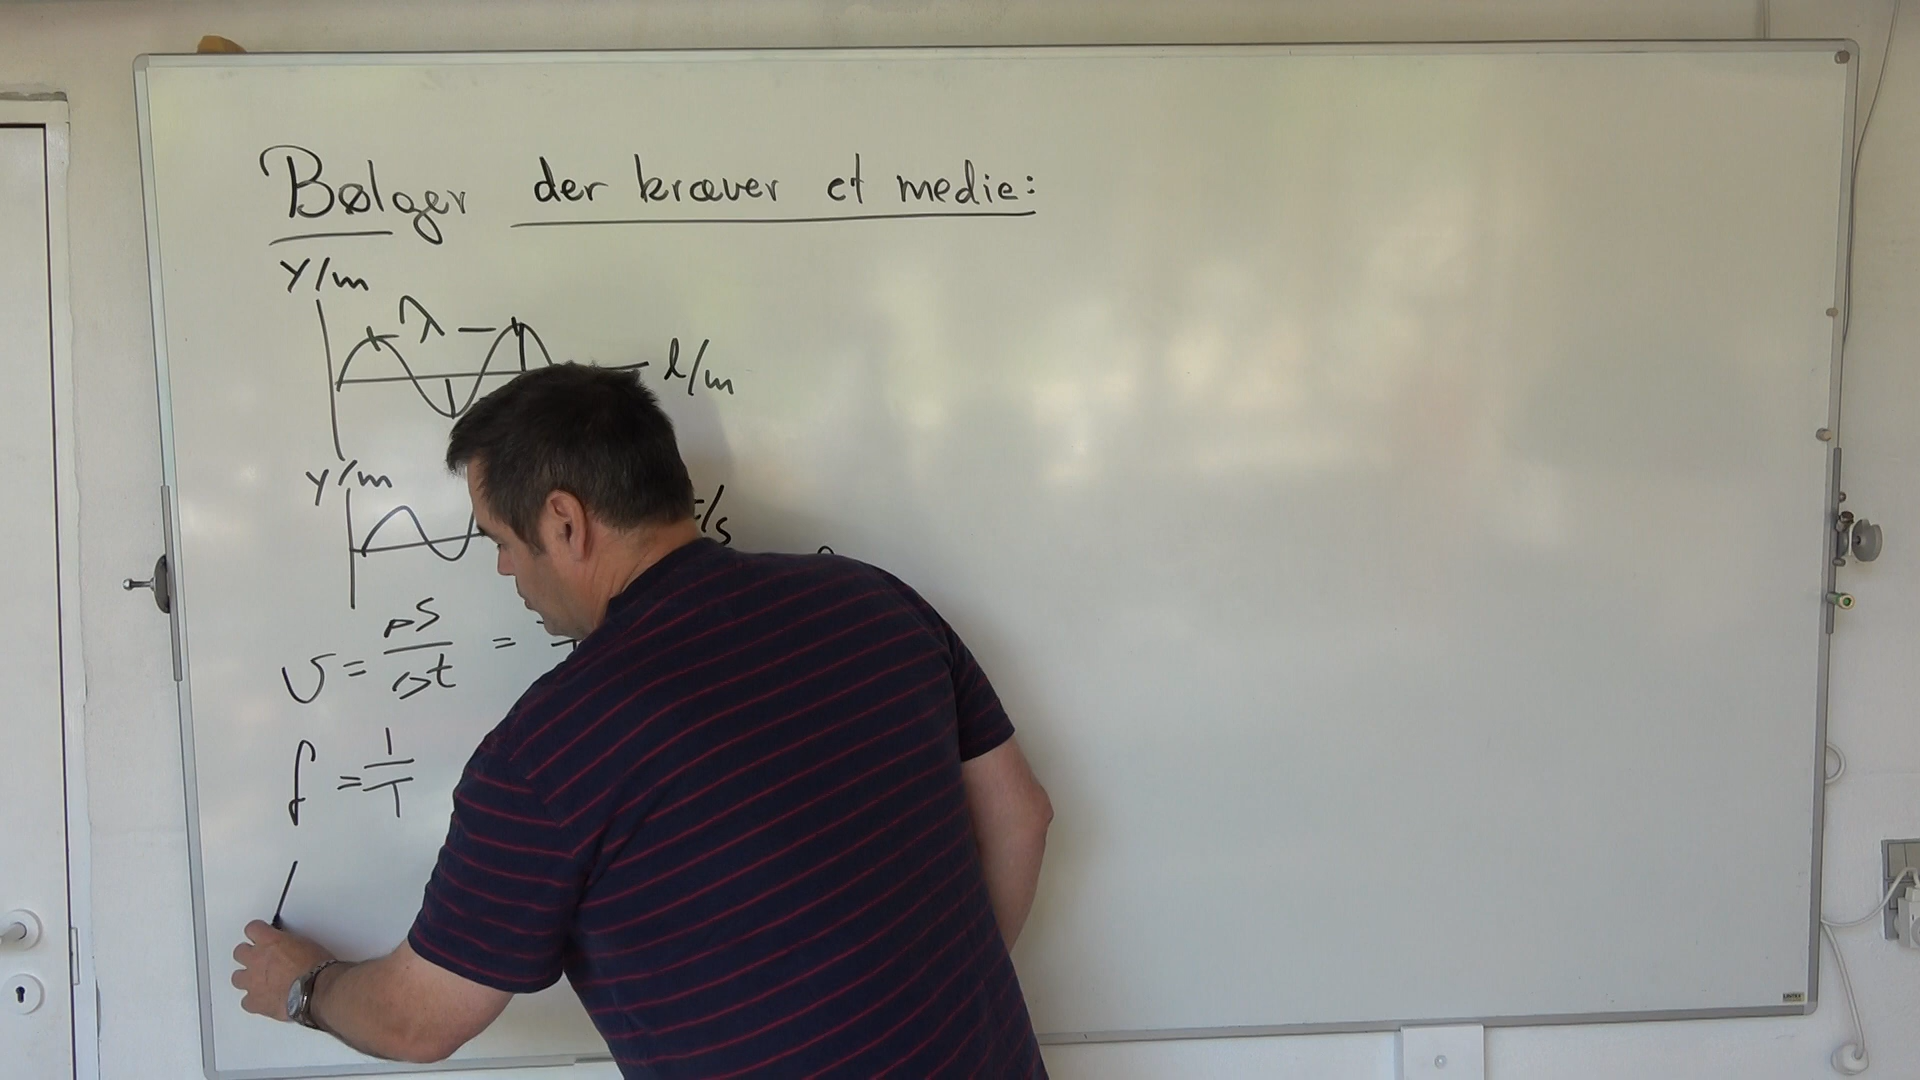 Bølger der kræver et medie:
y/m
λ
l/m
y/m
/s
v = Δs/Δt =
f = 1/T